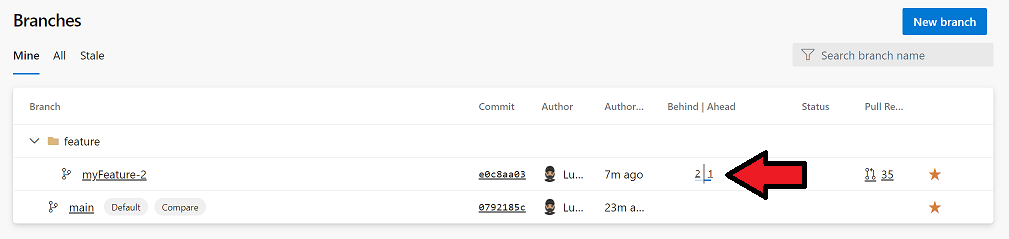 Branches
New branch
Mine All Stale
Search branch name
Branch Commit Author Author... Behind | Ahead Status Pull Re...
feature
myFeature-2 e0c8aa03 Lu... 7m ago 2 1 35
main Default Compare 0792185c Lu... 23m a...